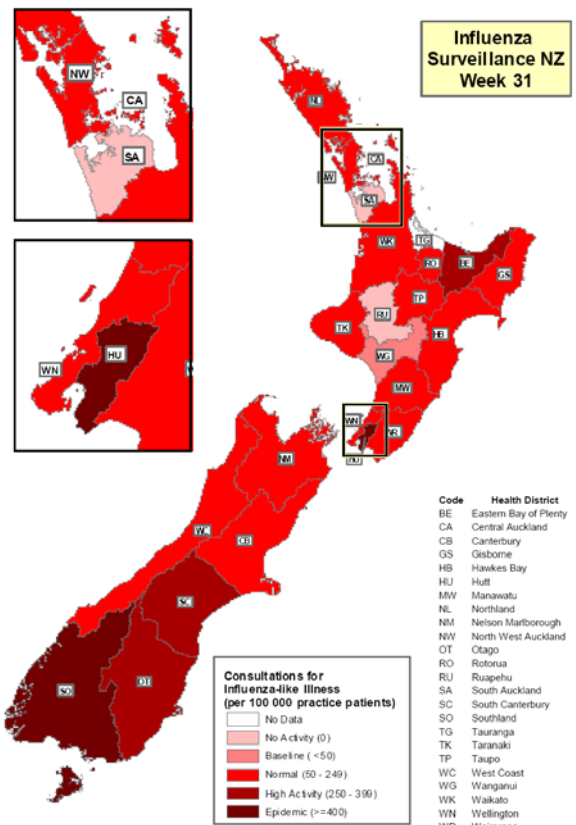 Influenza
Surveillance NZ
Week 31
NW
CA
SA
NL
CA
NW
SA
WK
TG
RO
BE
GS
TP
RU
TK
HB
WG
MW
HU
WN
WN
WR
HU
NM
WC
CB
SC
OT
SO
Code Health District
BE Eastern Bay of Plenty
CA Central Auckland
CB Canterbury
GS Gisborne
HB Hawkes Bay
HU Hutt
MW Manawatu
NL Northland
NM Nelson Marlborough
NW North West Auckland
OT Otago
RO Rotorua
RU Ruapehu
SA South Auckland
SC South Canterbury
SO Southland
TG Tauranga
TK Taranaki
TP Taupo
WC West Coast
WG Wanganui
WK Waikato
WN Wellington
Consultations for
Influenza-like Illness
(per 100 000 practice patients)
No Data
No Activity (0)
Baseline ( <50)
Normal (50 - 249)
High Activity (250 - 399)
Epidemic (>=400)